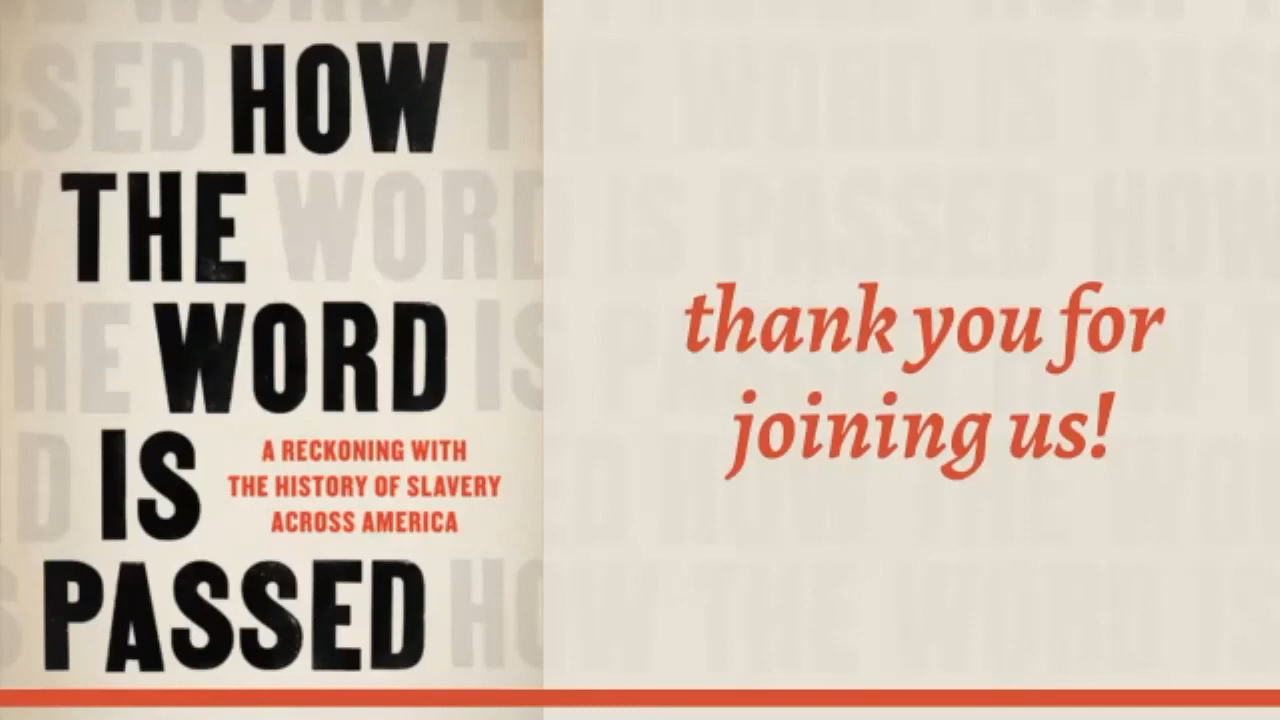 HOW
THE
WORD
IS
A RECKONING WITH
THE HISTORY OF SLAVERY
ACROSS AMERICA
PASSED
thank you for
joining us!